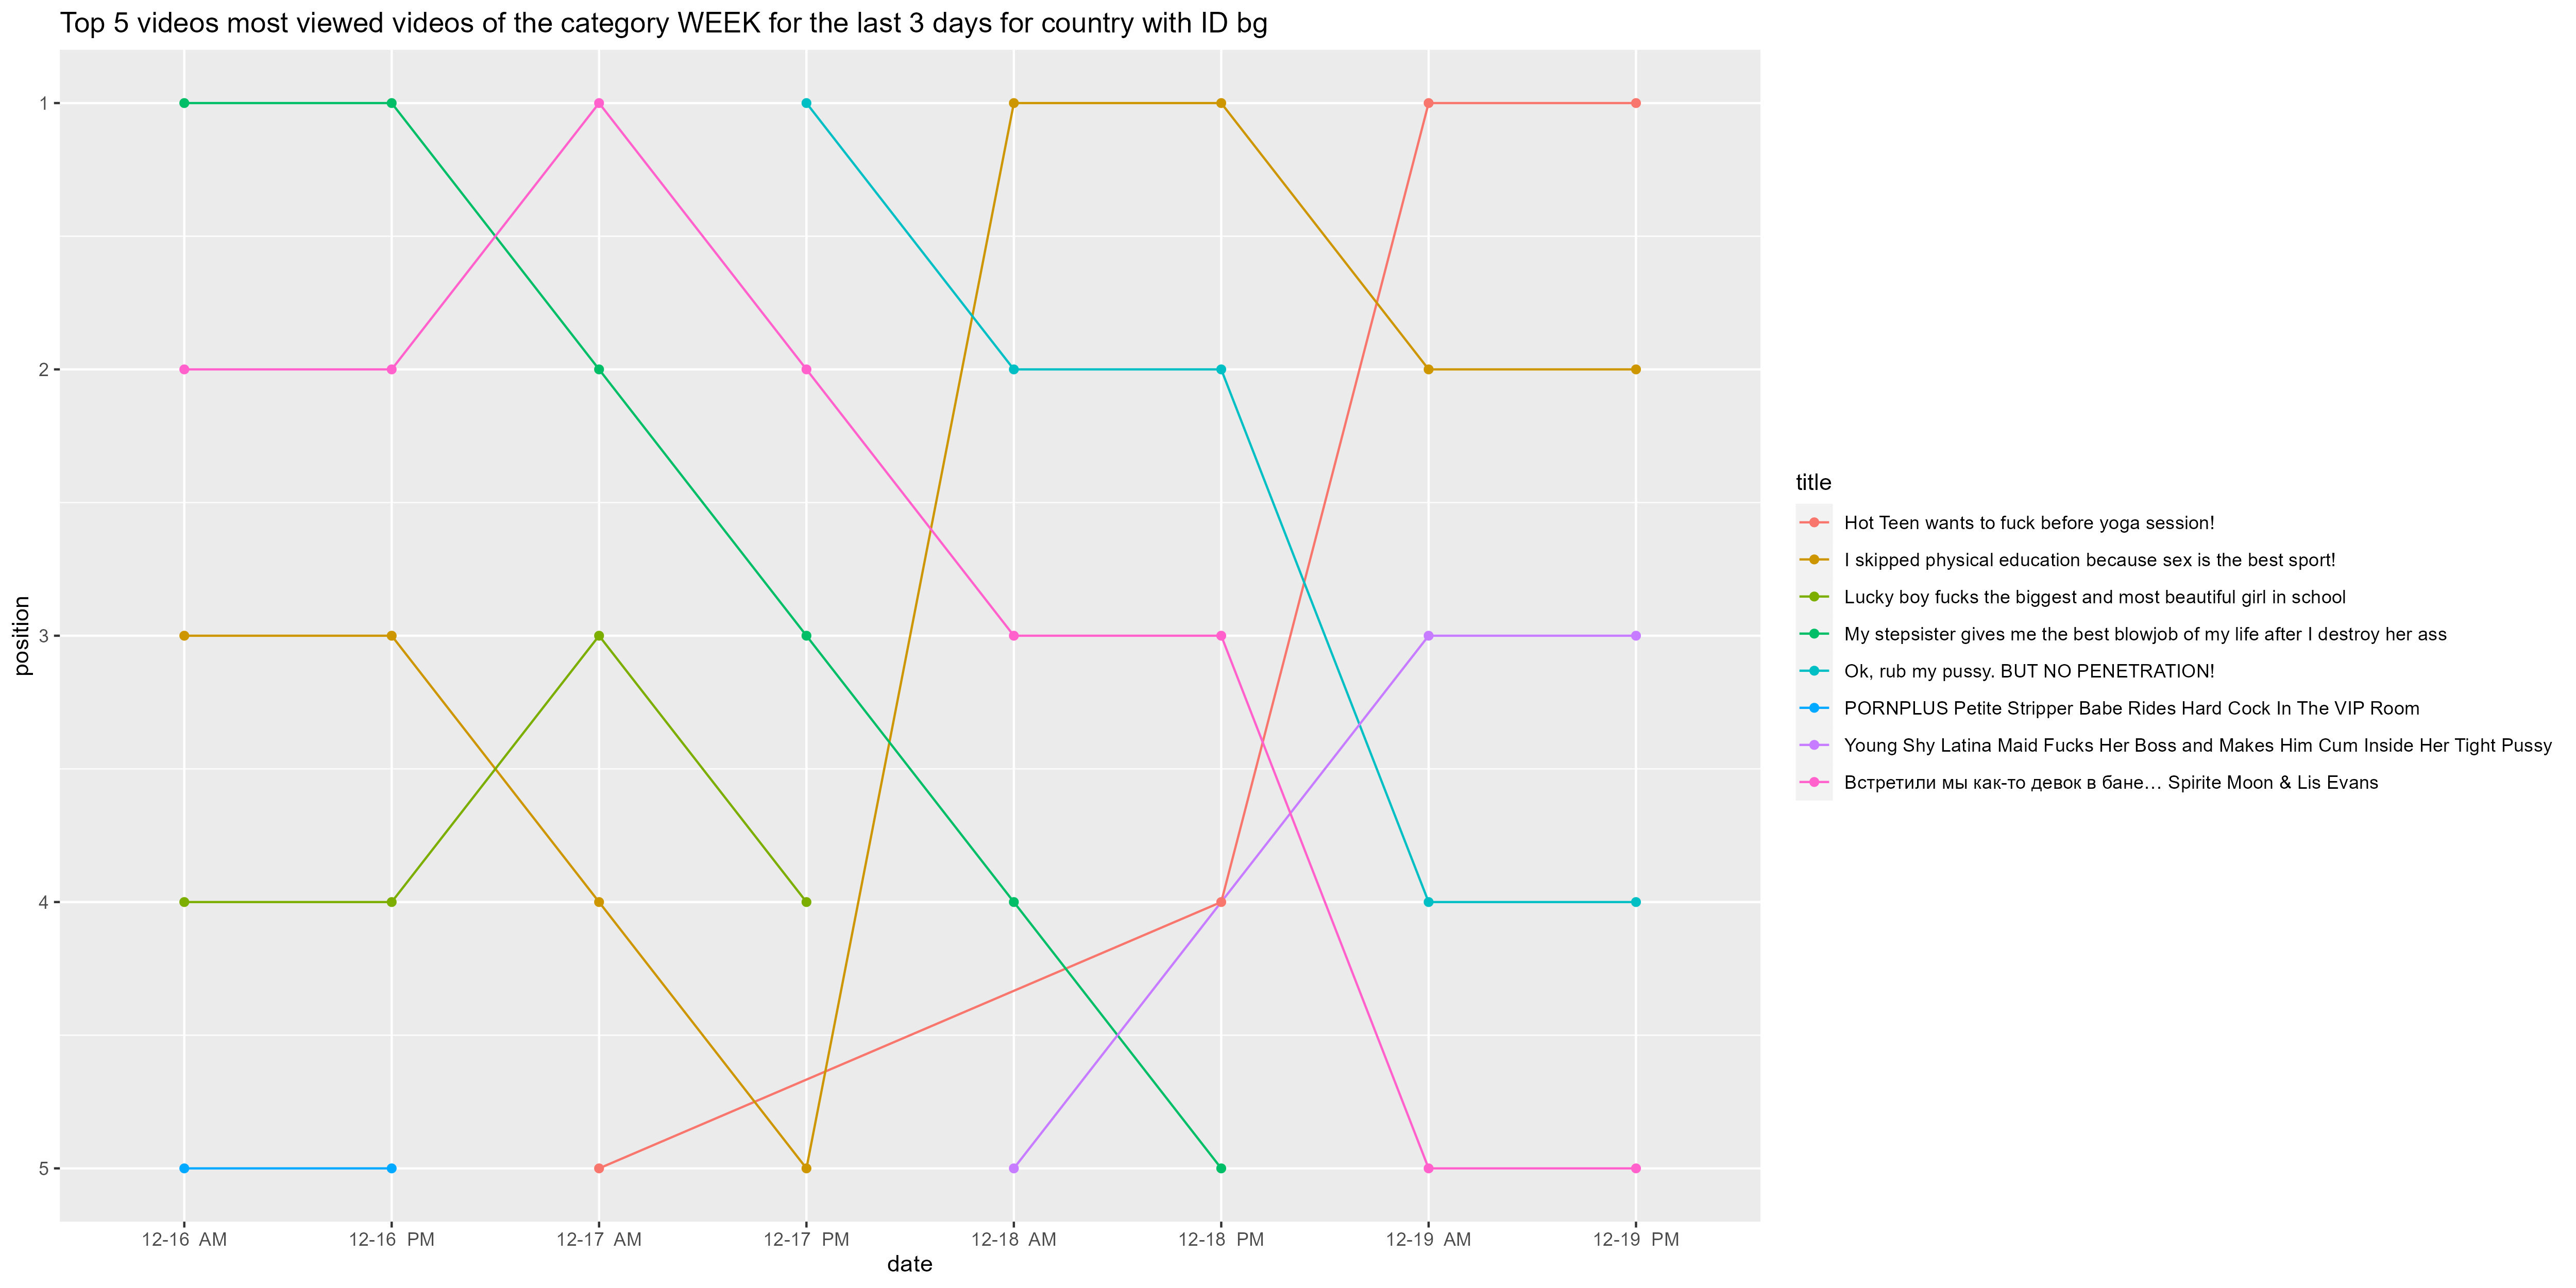 Top 5 videos most viewed videos of the category WEEK for the last 3 days for country with ID bg
position
1
2
3
4
5
12-16 AM
12-16 PM
12-17 AM
12-17 PM
12-18 AM
12-18 PM
12-19 AM
12-19 PM
date
title
Hot Teen wants to fuck before yoga session!
I skipped physical education because sex is the best sport!
Lucky boy fucks the biggest and most beautiful girl in school
My stepsister gives me the best blowjob of my life after I destroy her ass
Ok, rub my pussy. BUT NO PENETRATION!
PORNPLUS Petite Stripper Babe Rides Hard Cock In The VIP Room
Young Shy Latina Maid Fucks Her Boss and Makes Him Cum Inside Her Tight Pussy
Встретили мы как-то девок в бане… Spirite Moon & Lis Evans